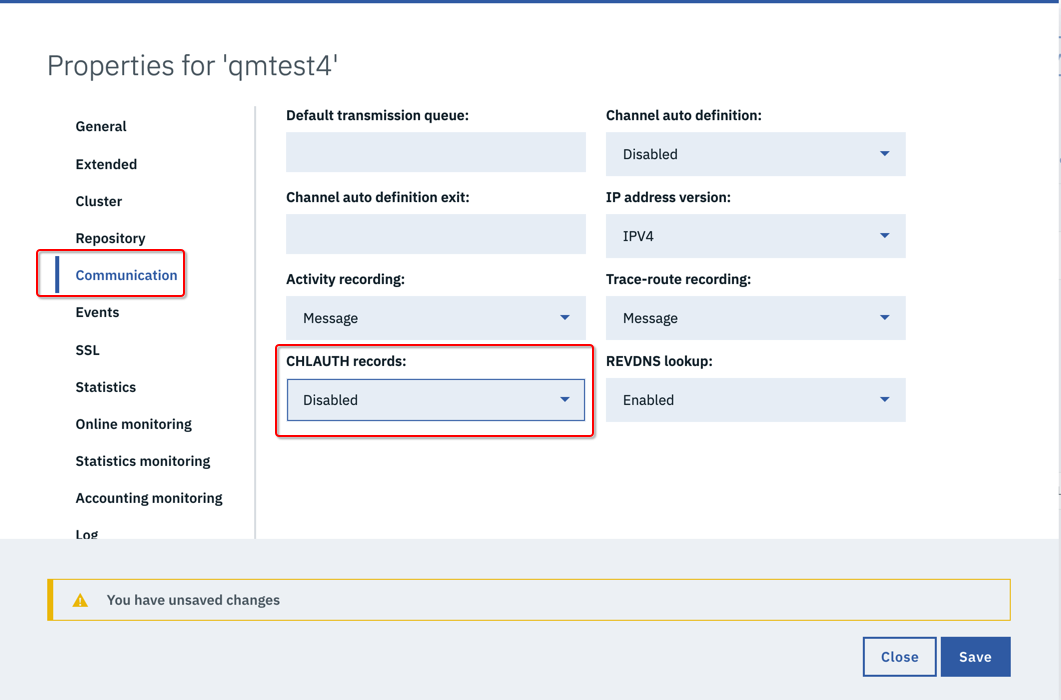 Properties for 'qmtest4'
General
Extended
Cluster
Repository
Communication
Events
SSL
Statistics
Online monitoring
Statistics monitoring
Accounting monitoring
Log
Default transmission queue:
Channel auto definition:
Disabled
Channel auto definition exit:
IP address version:
IPV4
Activity recording:
Message
Trace-route recording:
Message
CHLAUTH records:
Disabled
REVDNS lookup:
Enabled
You have unsaved changes
Close
Save